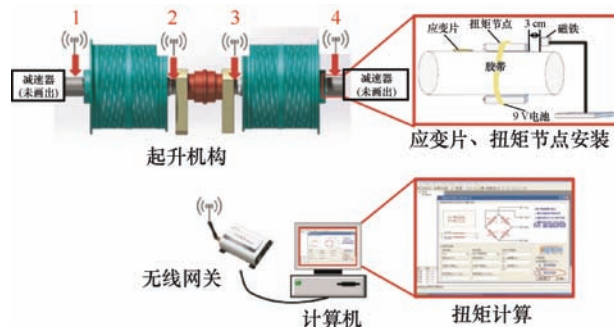 1
2
3
4
减速器
(未画出)
减速器
(未画出)
起升机构
扭矩节点
3 cm
应变片
磁铁
胶带
9 V电池
应变片、扭矩节点安装
无线网关
计算机
扭矩计算